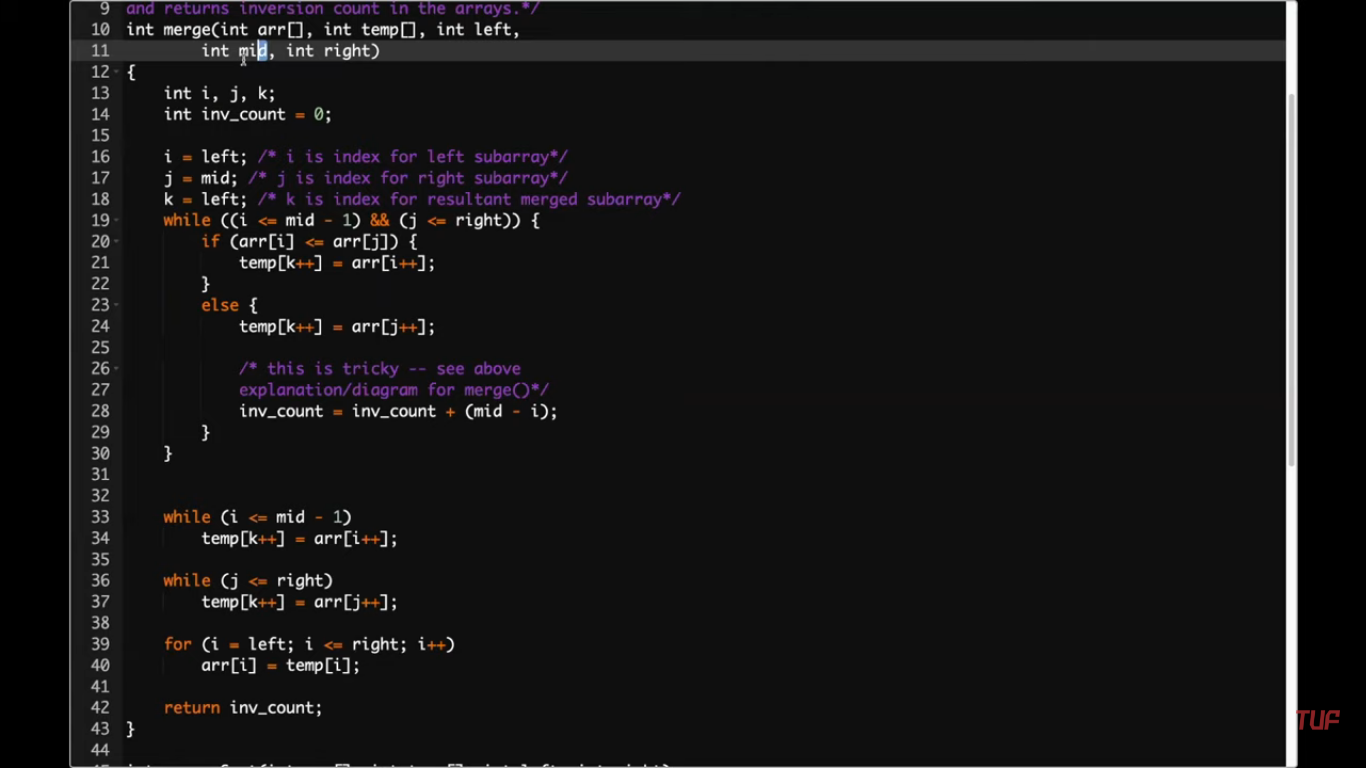 9 and returns inversion count in the arrays.*/
10 int merge(int arr[], int temp[], int left,
11 int mid, int right)
12 {
13 int i, j, k;
14 int inv_count = 0;
15
16 i = left; /* i is index for left subarray*/
17 j = mid; /* j is index for right subarray*/
18 k = left; /* k is index for resultant merged subarray*/
19 while ((i <= mid - 1) && (j <= right)) {
20 if (arr[i] <= arr[j]) {
21 temp[k++] = arr[i++];
22 }
23 else {
24 temp[k++] = arr[j++];
25
26 /* this is tricky -- see above
27 explanation/diagram for merge()*/
28 inv_count = inv_count + (mid - i);
29 }
30 }
31
32
33 while (i <= mid - 1)
34 temp[k++] = arr[i++];
35
36 while (j <= right)
37 temp[k++] = arr[j++];
38
39 for (i = left; i <= right; i++)
40 arr[i] = temp[i];
41
42 return inv_count;
43 }
44
TUF